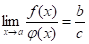 lim_{x→a} f(x)/φ(x) = b/c